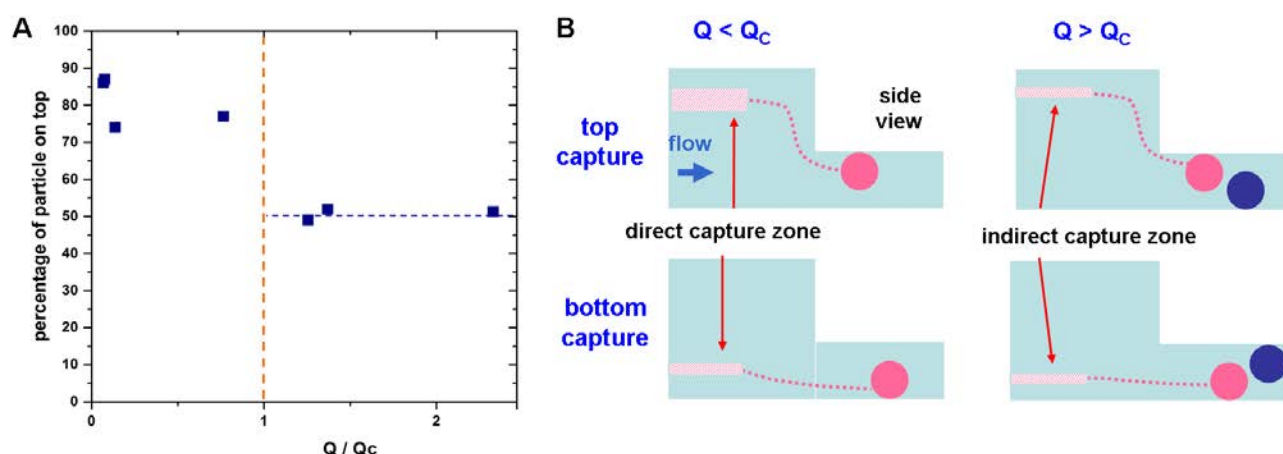 A
percentage of particle on top
100
90
80
70
60
50
40
30
20
10
0
0
1
2
Q / Qc
B
Q < QC
Q > QC
top
capture
flow
side
view
direct capture zone
indirect capture zone
bottom
capture